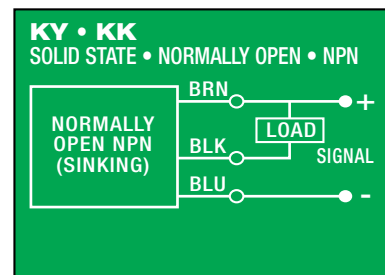 KY • KK
SOLID STATE • NORMALLY OPEN • NPN
BRN
+
NORMALLY
OPEN NPN
(SINKING)
LOAD
BLK
SIGNAL
BLU
-